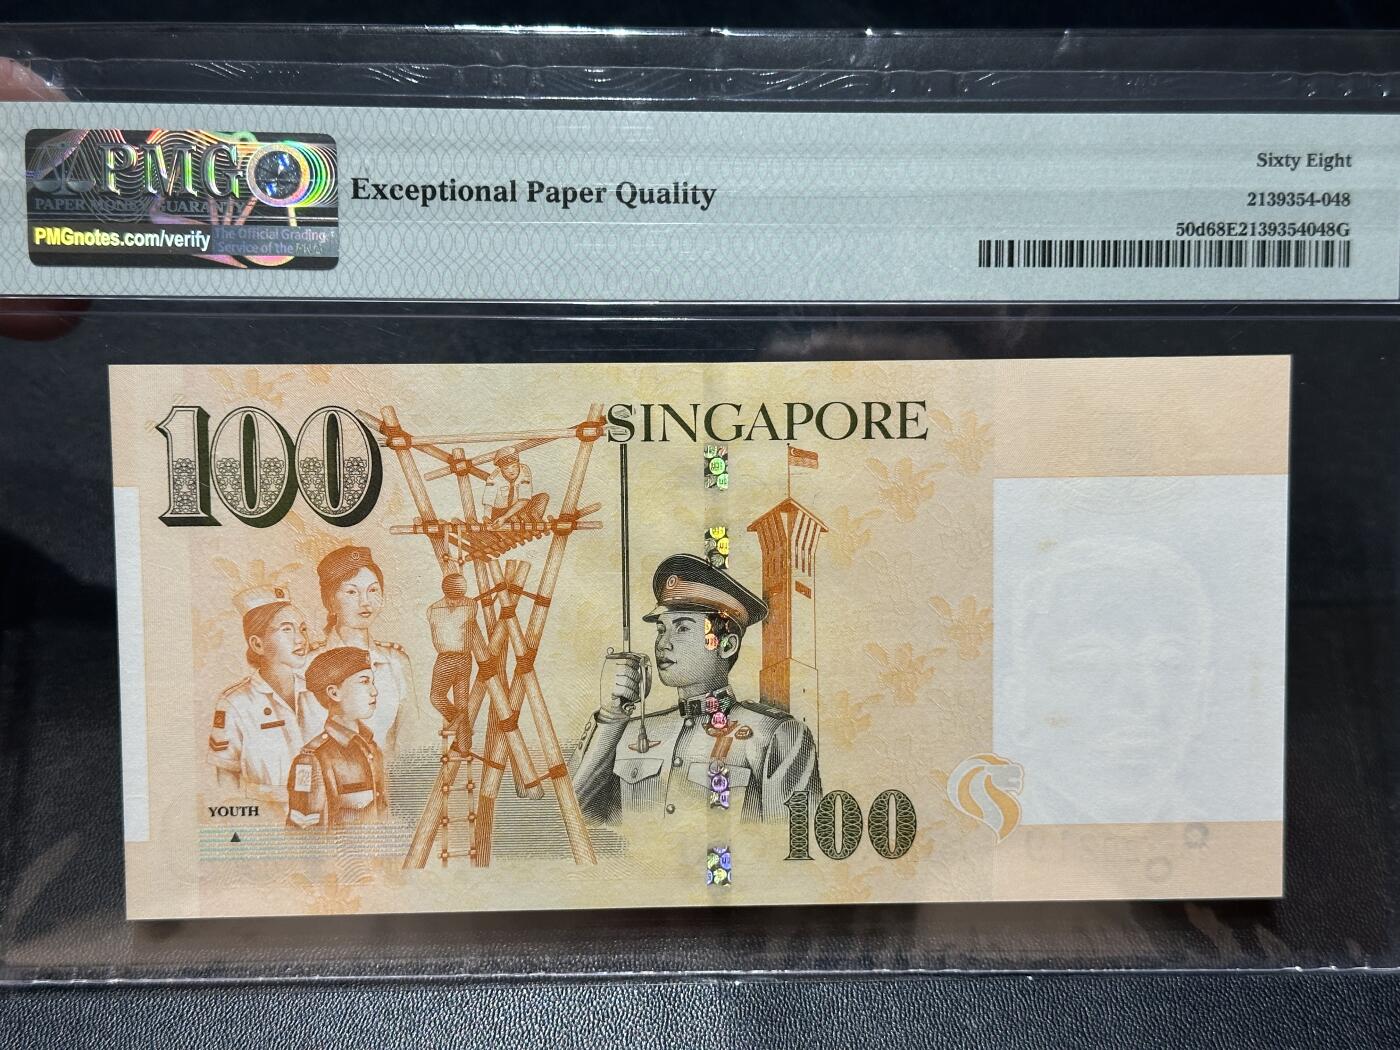 PMG
PAPER MONEY GUARANTY
PMGnotes.com/verify
The Official Grading
Service of the PNG
Exceptional Paper Quality
Sixty Eight
2139354-048
50d68E2139354048G
100
SINGAPORE
YOUTH
100